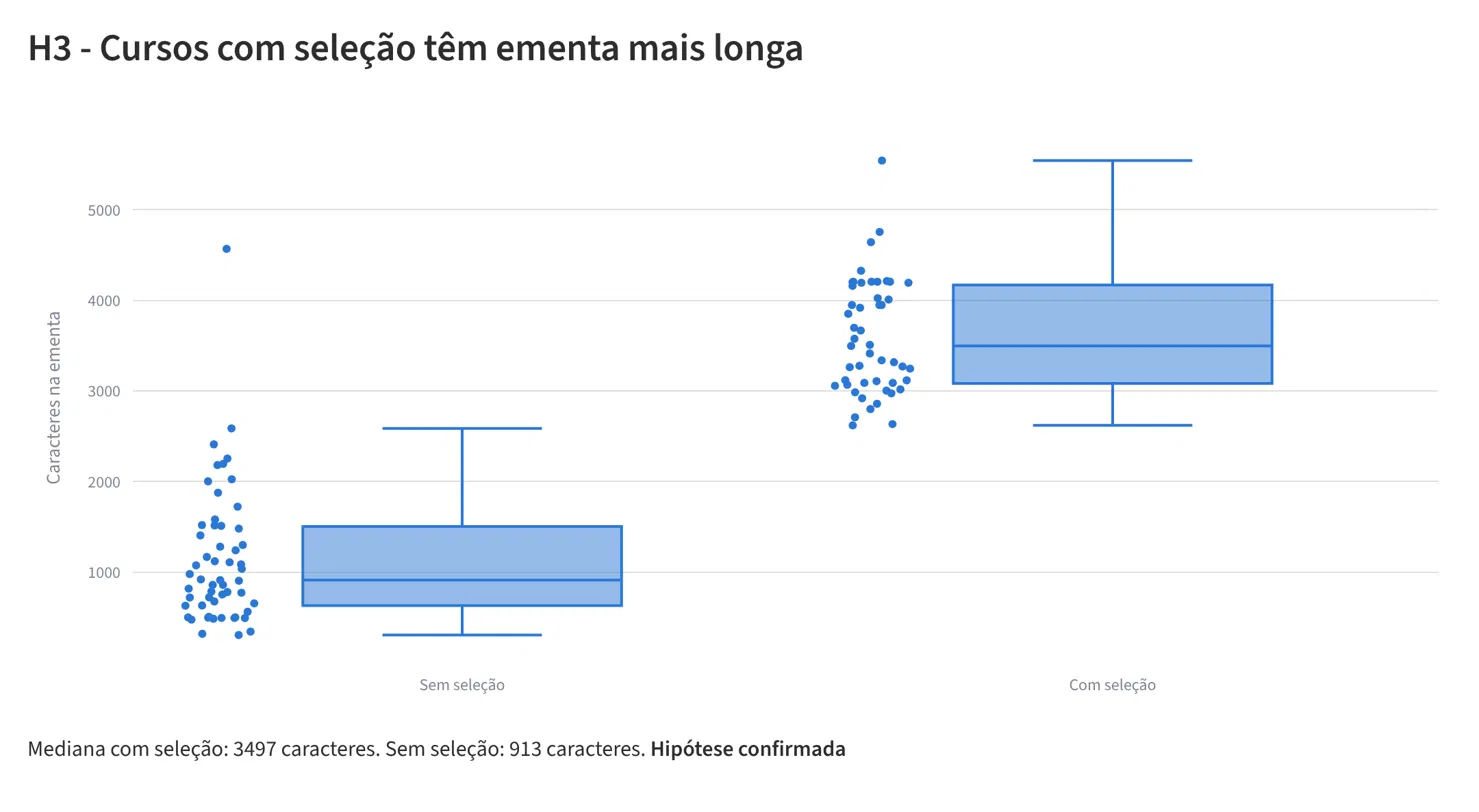 H3 - Cursos com seleção têm ementa mais longa
Caracteres na ementa
5000
4000
3000
2000
1000
Sem seleção
Com seleção
Mediana com seleção: 3497 caracteres. Sem seleção: 913 caracteres. Hipótese confirmada